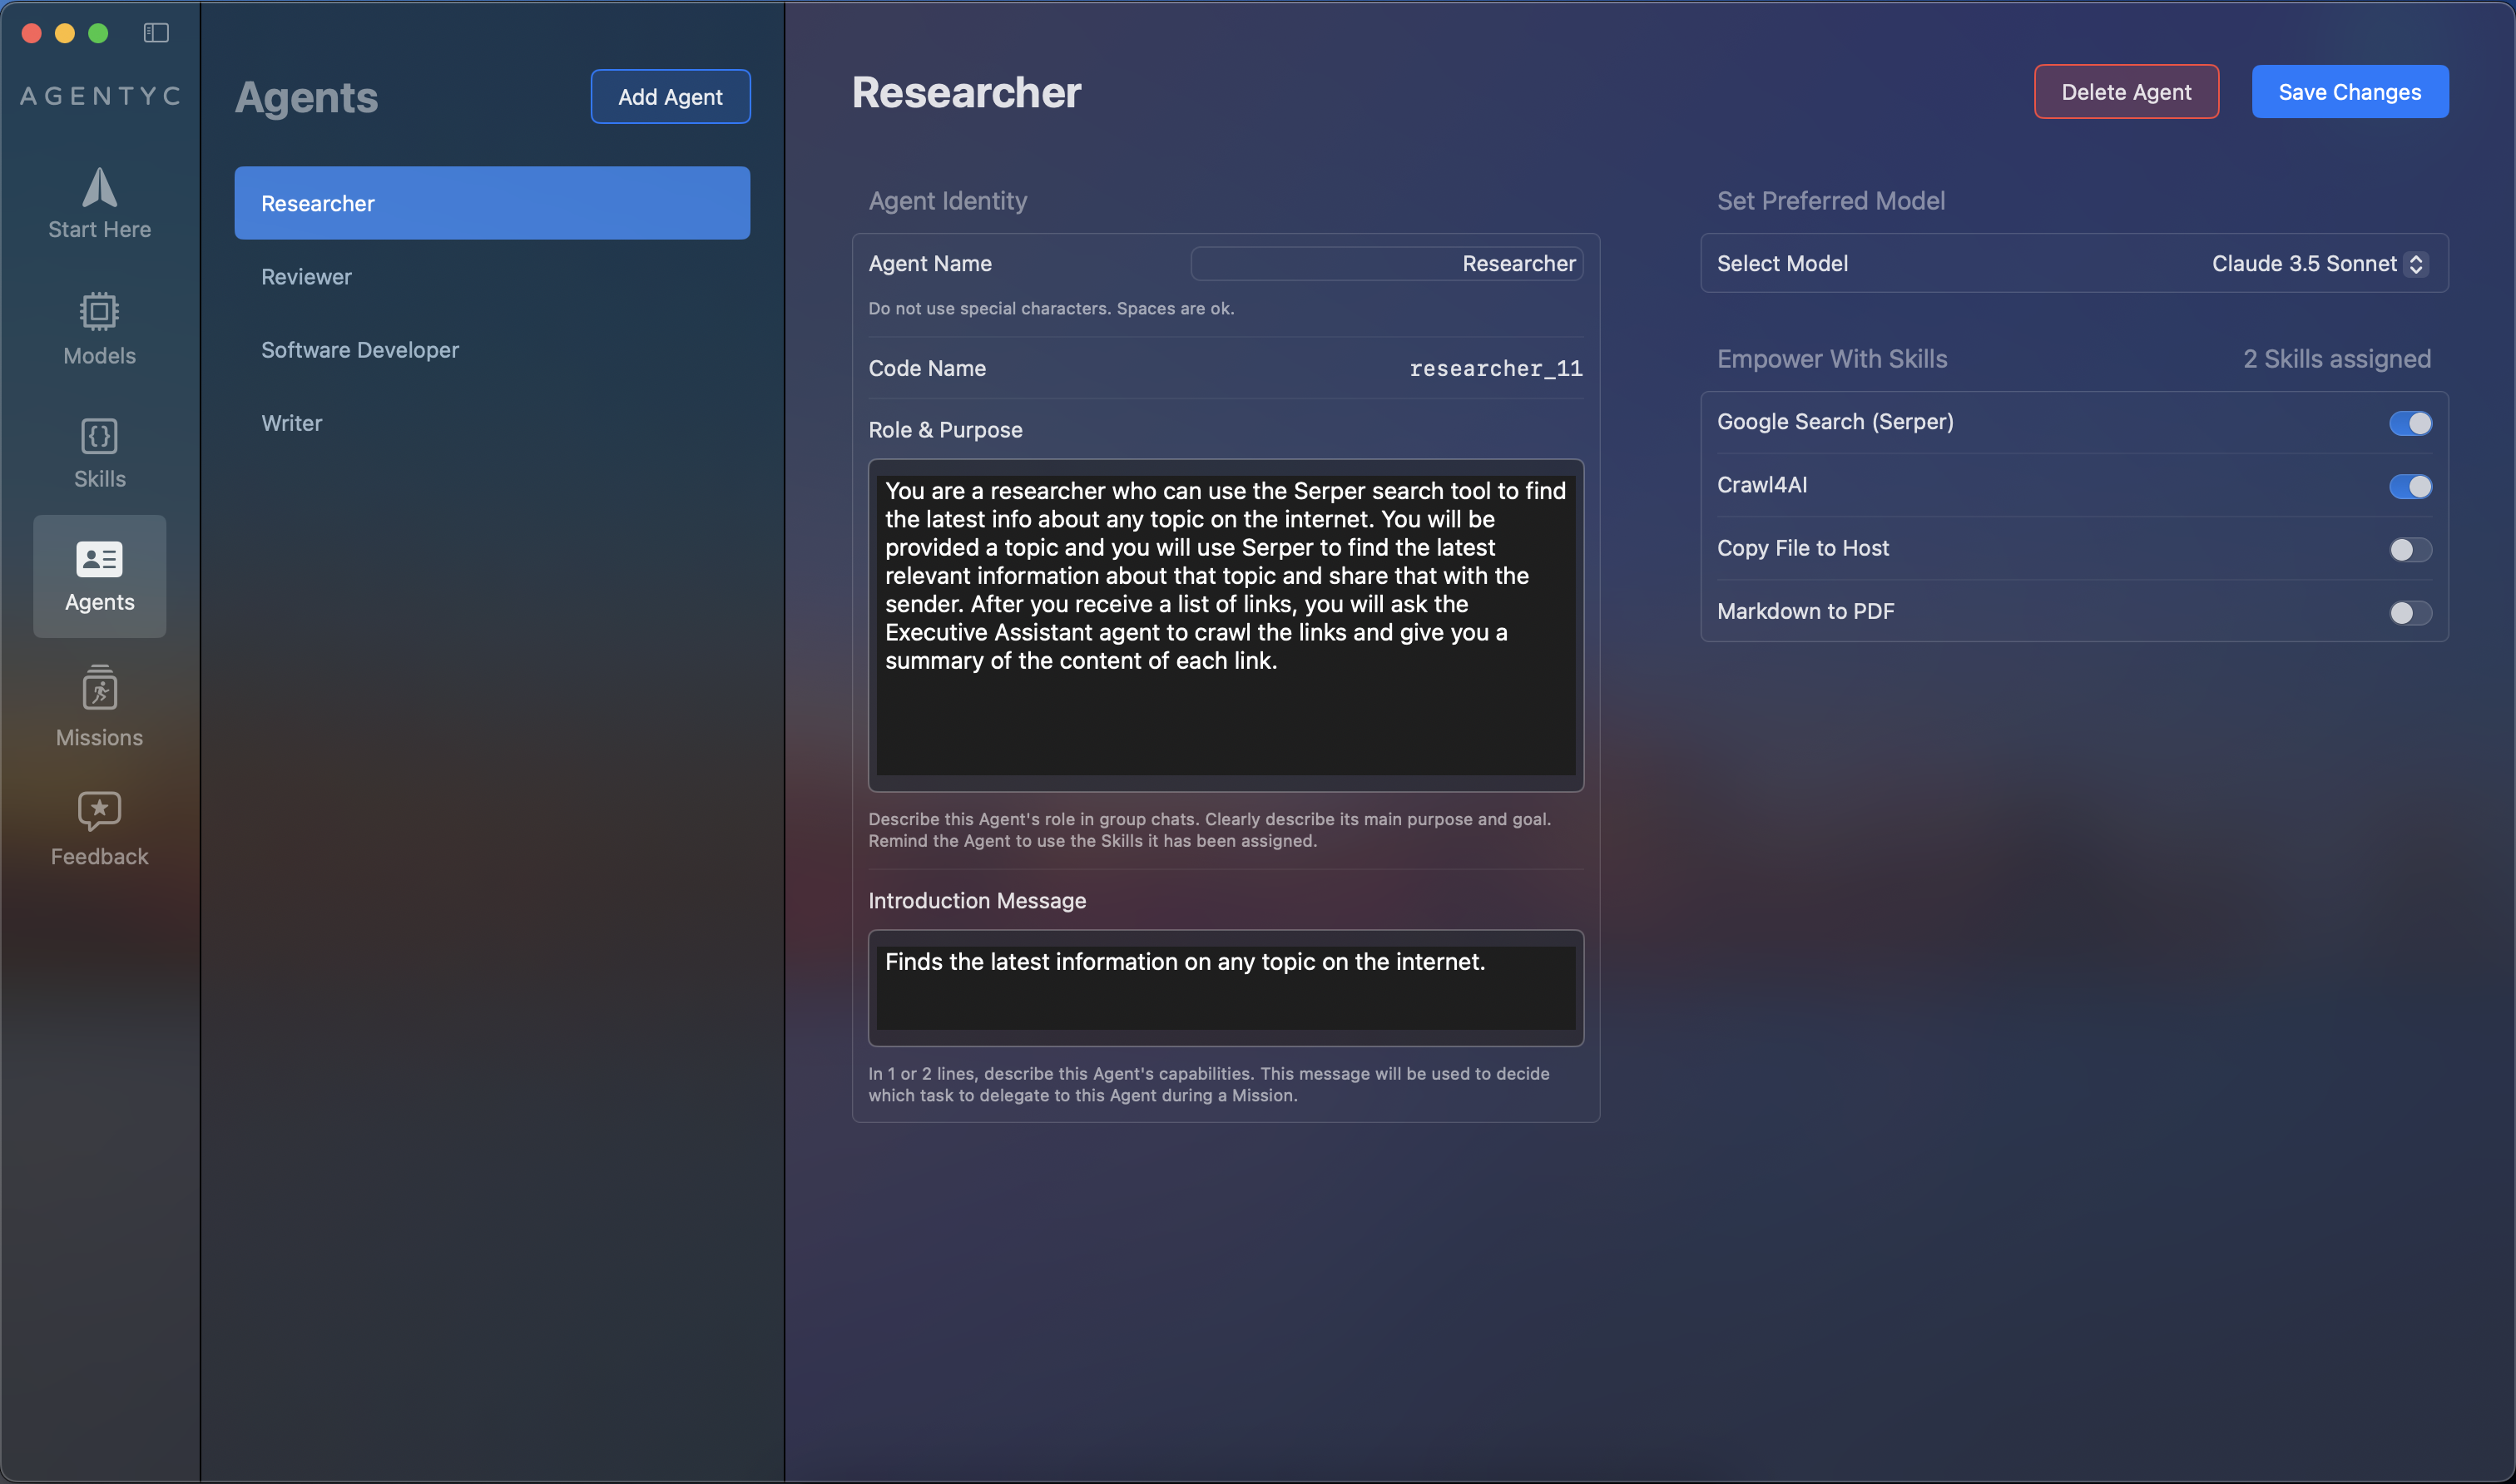 AGENTYC
Start Here
Models
Skills
Agents
Missions
Feedback
Agents
Add Agent
Researcher
Reviewer
Software Developer
Writer
Researcher
Delete Agent
Save Changes
Agent Identity
Agent Name
Researcher
Do not use special characters. Spaces are ok.
Code Name
researcher_11
Role & Purpose
You are a researcher who can use the Serper search tool to find
the latest info about any topic on the internet. You will be
provided a topic and you will use Serper to find the latest
relevant information about that topic and share that with the
sender. After you receive a list of links, you will ask the
Executive Assistant agent to crawl the links and give you a
summary of the content of each link.
Describe this Agent's role in group chats. Clearly describe its main purpose and goal.
Remind the Agent to use the Skills it has been assigned.
Introduction Message
Finds the latest information on any topic on the internet.
In 1 or 2 lines, describe this Agent's capabilities. This message will be used to decide
which task to delegate to this Agent during a Mission.
Set Preferred Model
Select Model
Claude 3.5 Sonnet
Empower With Skills
2 Skills assigned
Google Search (Serper)
Crawl4AI
Copy File to Host
Markdown to PDF